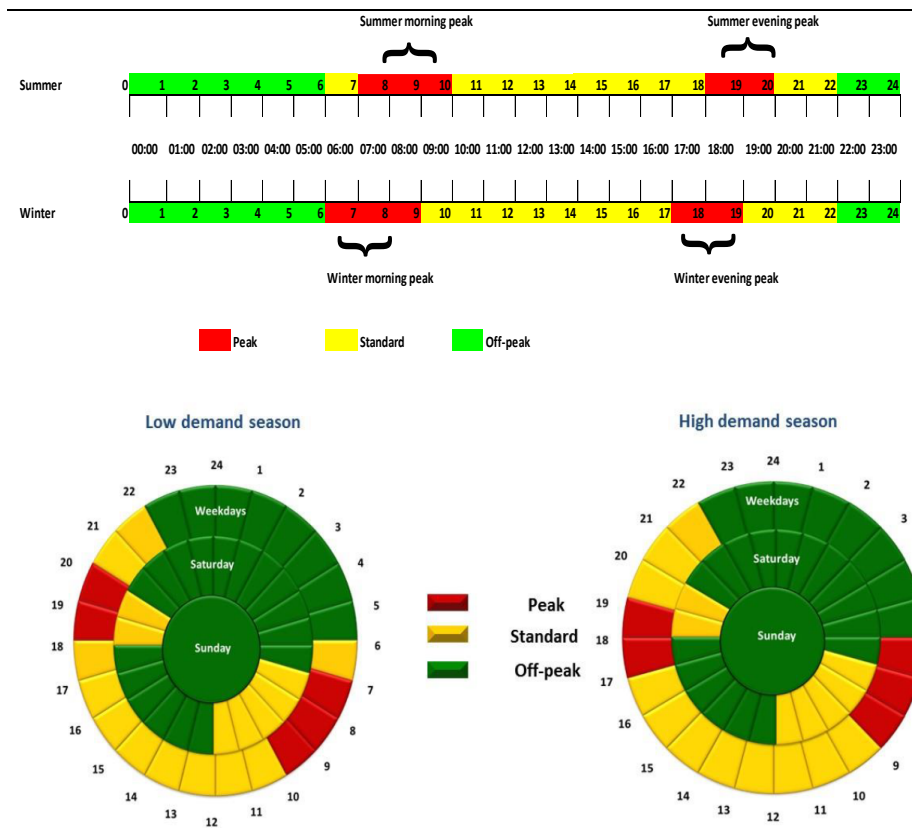 Summer morning peak Summer evening peak
Summer 0 1 2 3 4 5 6 7 8 9 10 11 12 13 14 15 16 17 18 19 20 21 22 23 24
00:00 01:00 02:00 03:00 04:00 05:00 06:00 07:00 08:00 09:00 10:00 11:00 12:00 13:00 14:00 15:00 16:00 17:00 18:00 19:00 20:00 21:00 22:00 23:00
Winter 0 1 2 3 4 5 6 7 8 9 10 11 12 13 14 15 16 17 18 19 20 21 22 23 24
Winter morning peak Winter evening peak
Peak Standard Off-peak
Low demand season
24
1
2
3
4
5
6
7
8
9
10
11
12
13
14
15
16
17
18
19
20
21
22
23
Weekdays
Saturday
Sunday
Peak
Standard
Off-peak
High demand season
24
1
2
3
9
10
11
12
13
14
15
16
17
18
19
20
21
22
23
Weekdays
Saturday
Sunday